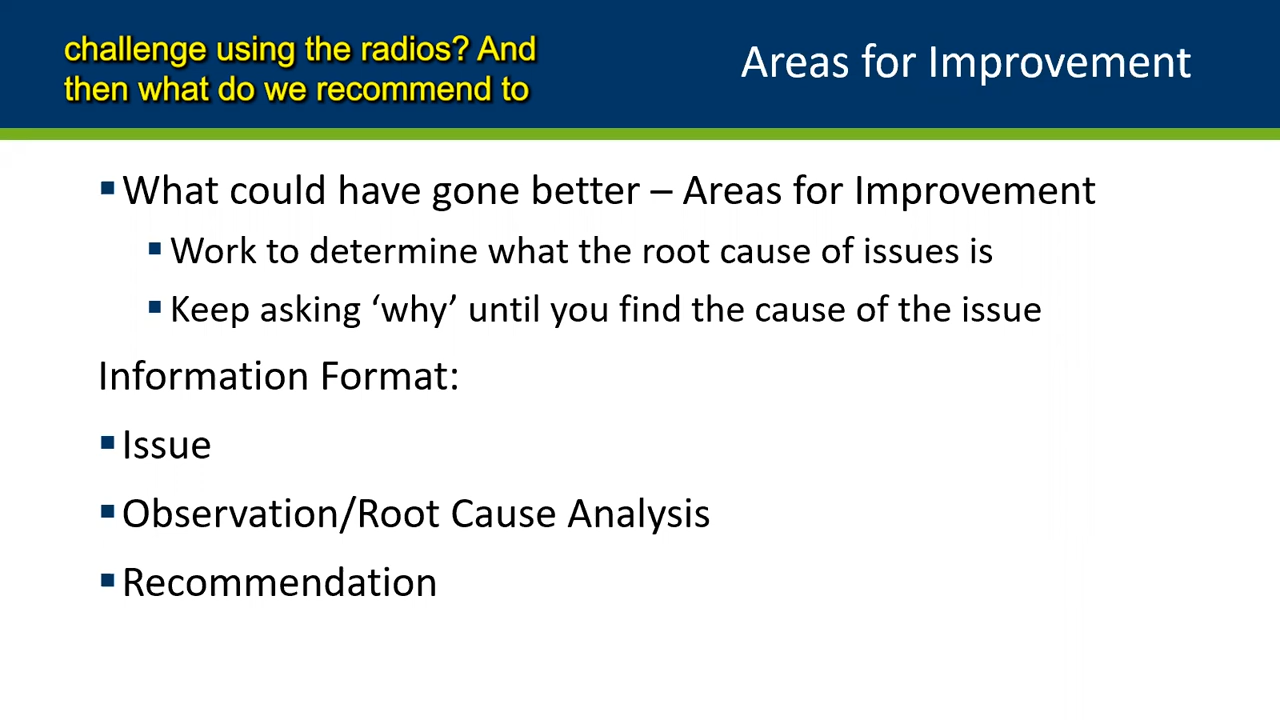 challenge using the radios? And
then what do we recommend to
Areas for Improvement
▪What could have gone better – Areas for Improvement
▪Work to determine what the root cause of issues is
▪Keep asking ‘why’ until you find the cause of the issue
Information Format:
▪Issue
▪Observation/Root Cause Analysis
▪Recommendation